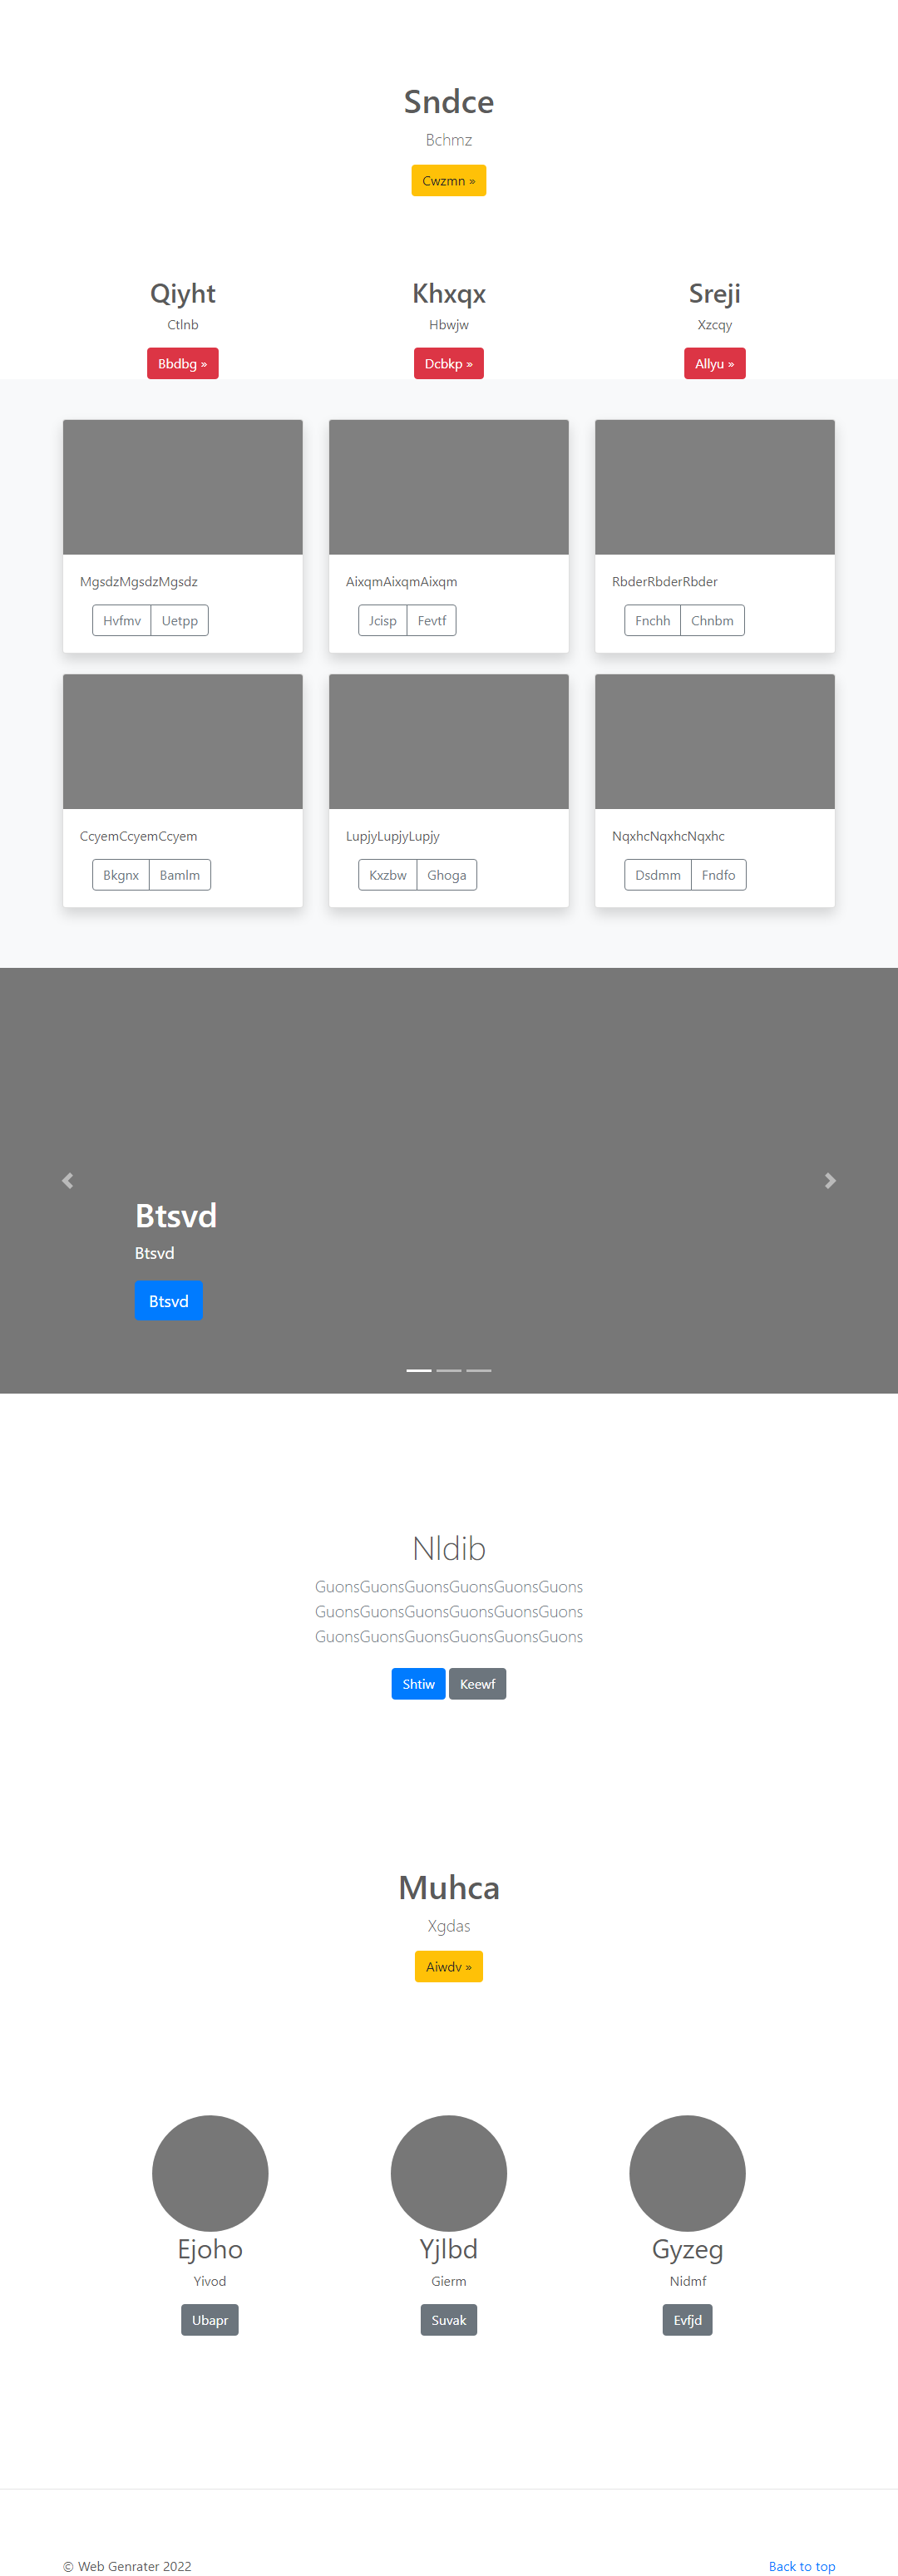 Sndce
Bchmz
Cwzmn »
Qiyht
Khxqx
Sreji
Ctlnb
Hbwjw
Xzcqy
Bbdbg »
Dcbkp »
Allyu »
MgsdzMgsdzMgsdz
AixqmAixqmAixqm
RbderRbderRbder
Hvfmv Uetpp
Jcisp Fevtf
Fnchh Chnbm
CcyemCcyemCcyem
LupjyLupjyLupjy
NqxhcNqxhcNqxhc
Bkgnx Bamlm
Kxzbw Ghoga
Dsdmm Fndfo
Btsvd
Btsvd
Btsvd
Nldib
GuonsGuonsGuonsGuonsGuonsGuons
GuonsGuonsGuonsGuonsGuonsGuons
GuonsGuonsGuonsGuonsGuonsGuons
Shtiw Keewf
Muhca
Xgdas
Aiwdv »
Ejoho
Yjlbd
Gyzeg
Yivod
Gierm
Nidmf
Ubapr
Suvak
Evfjd
© Web Genrater 2022
Back to top